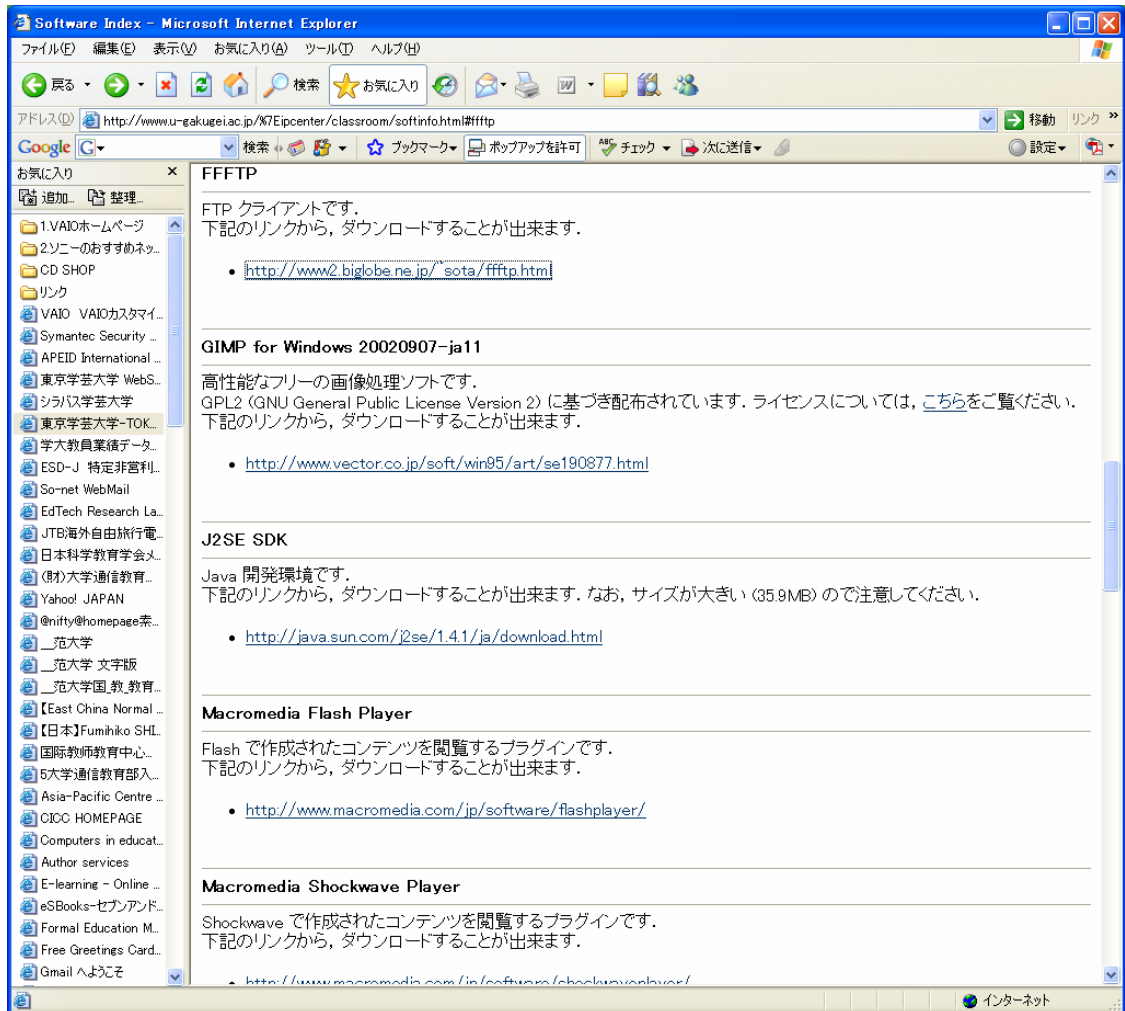 Software Index - Microsoft Internet Explorer
ファイル(F) 編集(E) 表示(V) お気に入り(A) ツール(T) ヘルプ(H)
戻る 検索 お気に入り
アドレス(D) http://www.u-gakugei.ac.jp/%7Eipcenter/classroom/softinfo.html#ffftp 移動 リンク »
Google G 検索 ブックマーク ポップアップを許可 ABC チェック 次に送信 設定
お気に入り ×
追加... 整理...
1.VAIOホームページ
2.ソニーのおすすめネッ...
CD SHOP
リンク
VAIO VAIOカスタマイ...
Symantec Security ...
APEID International ...
東京学芸大学 WebS...
シラバス学芸大学
東京学芸大学-TOK...
学大教員業績データ...
ESD-J 特定非営利...
So-net WebMail
EdTech Research La...
JTB海外自由旅行電...
日本科学教育学会メ...
(財)大学通信教育...
Yahoo! JAPAN
@nifty@homepage索...
__范大学
__范大学 文字版
__范大学国_教_教育...
【East China Normal ...
【日本】Fumihiko SHI...
国际教师教育中心...
5大学通信教育部入...
Asia-Pacific Centre ...
CICC HOMEPAGE
Computers in educat...
Author services
E-learning - Online ...
eSBooks-セブンアンド...
Formal Education M...
Free Greetings Card...
Gmail へようこそ
FFFTP
FTP クライアントです．
下記のリンクから，ダウンロードすることが出来ます．
http://www2.biglobe.ne.jp/~sota/ffftp.html
GIMP for Windows 20020907-ja11
高性能なフリーの画像処理ソフトです．
GPL2 (GNU General Public License Version 2) に基づき配布されています．ライセンスについては，こちらをご覧ください．
下記のリンクから，ダウンロードすることが出来ます．
http://www.vector.co.jp/soft/win95/art/se190877.html
J2SE SDK
Java 開発環境です．
下記のリンクから，ダウンロードすることが出来ます．なお，サイズが大きい (35.9MB) ので注意してください．
http://java.sun.com/j2se/1.4.1/ja/download.html
Macromedia Flash Player
Flash で作成されたコンテンツを閲覧するプラグインです．
下記のリンクから，ダウンロードすることが出来ます．
http://www.macromedia.com/jp/software/flashplayer/
Macromedia Shockwave Player
Shockwave で作成されたコンテンツを閲覧するプラグインです．
下記のリンクから，ダウンロードすることが出来ます．
http://www.macromedia.com/jp/software/shockwaveplayer/
インターネット